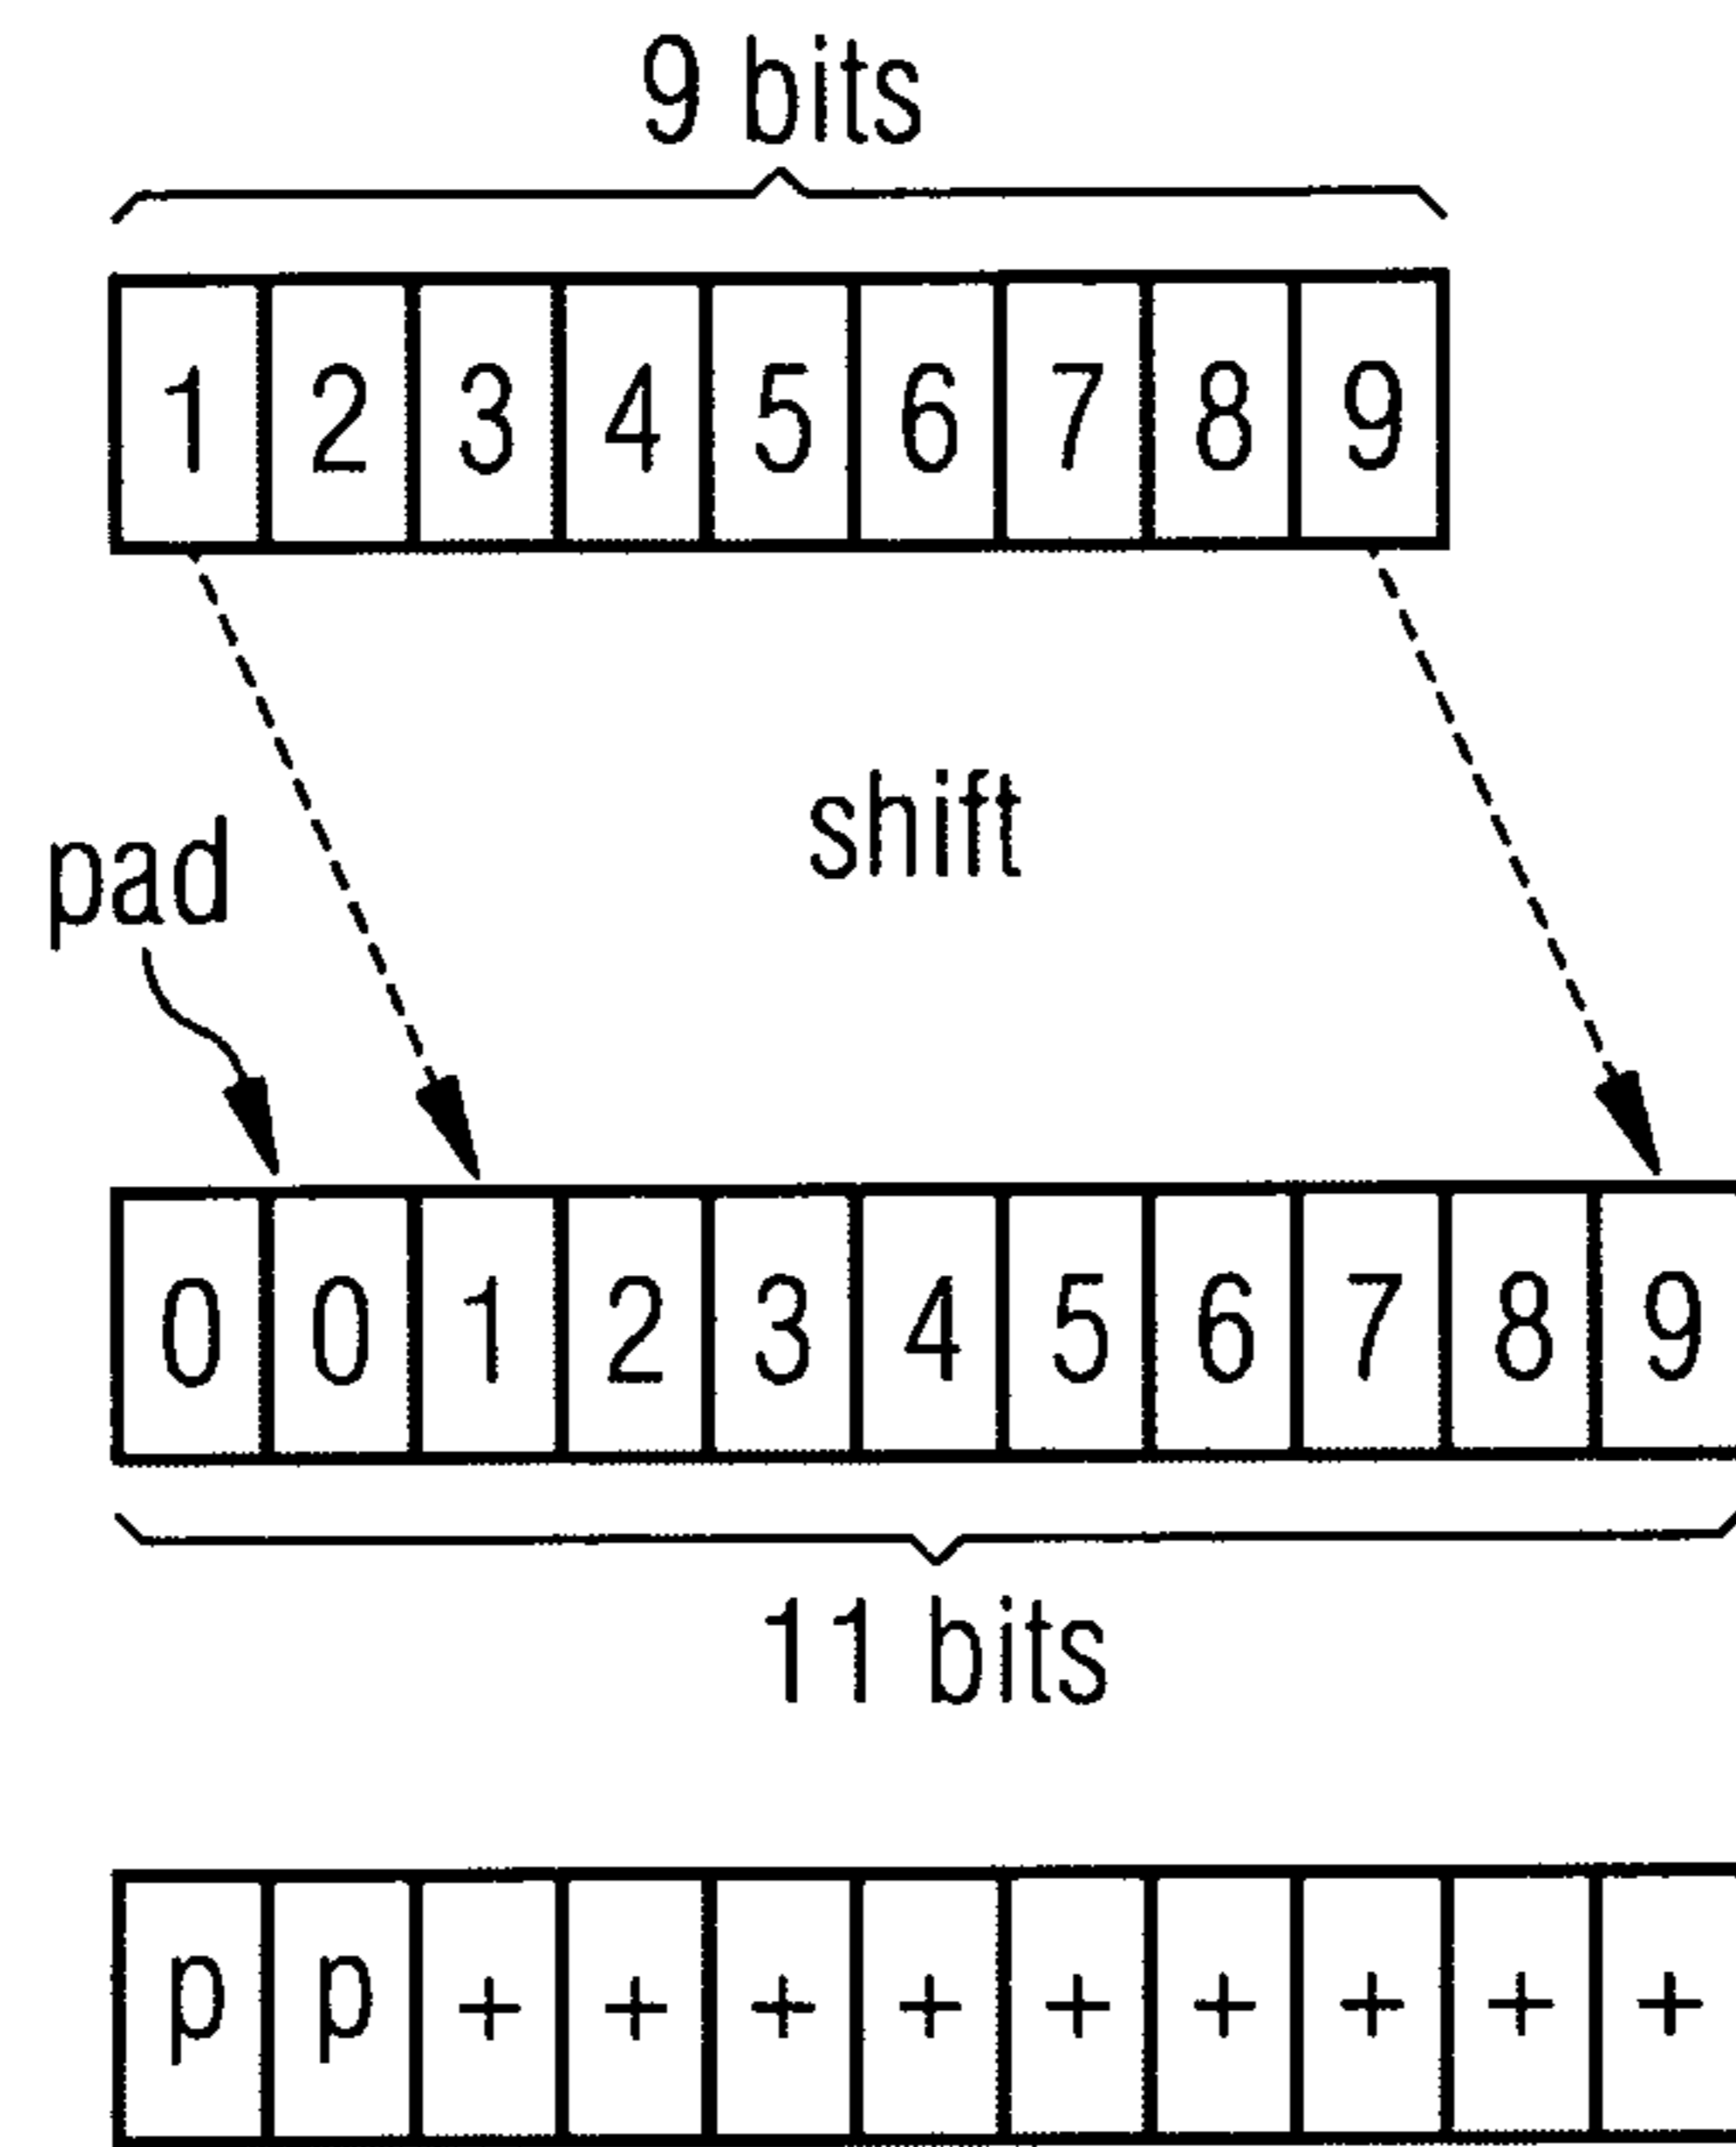 9 bits
1 2 3 4 5 6 7 8 9
shift
pad
0 0 1 2 3 4 5 6 7 8 9
11 bits
p p + + + + + + + + +